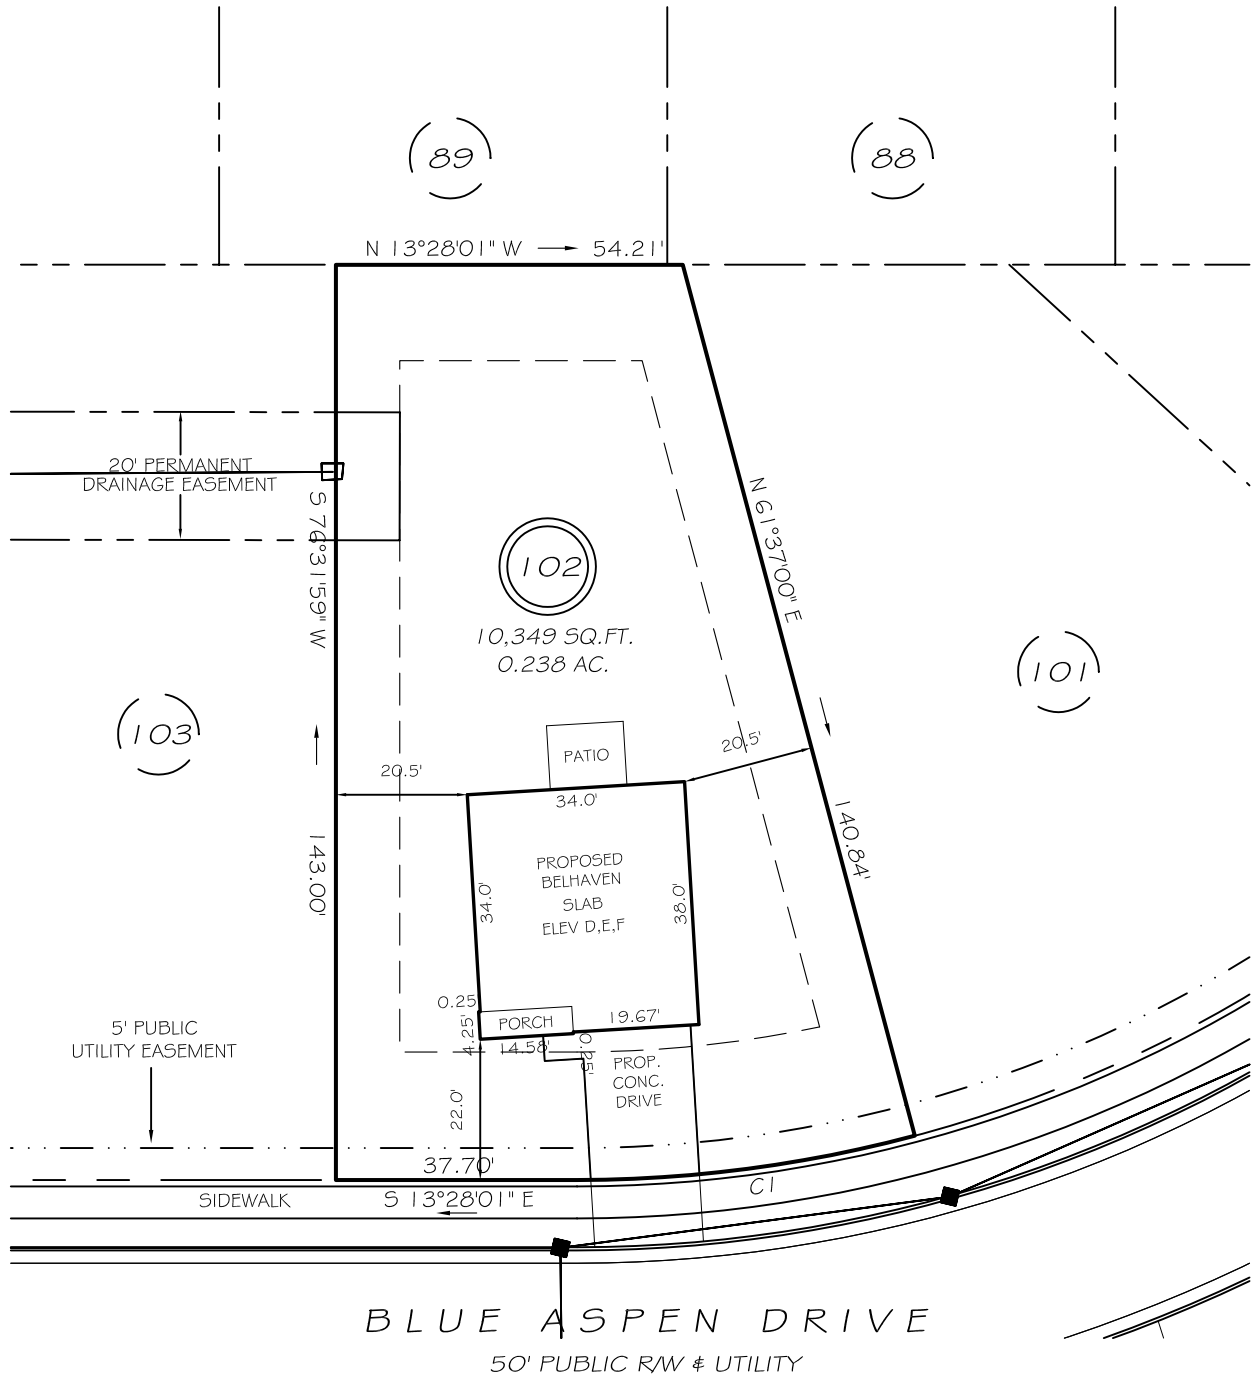 89
88
N 13°28'01" W
54.21'
20' PERMANENT
DRAINAGE EASEMENT
S 76°31'59" W
143.00'
N 61°37'00" E
140.84'
102
10,349 SQ.FT.
0.238 AC.
101
103
PATIO
20.5'
20.5'
34.0'
PROPOSED
BELHAVEN
SLAB
ELEV D,E,F
34.0'
38.0'
0.25'
4.25'
PORCH
14.58'
19.67'
0.25'
PROP.
CONC.
DRIVE
22.0'
5' PUBLIC
UTILITY EASEMENT
37.70'
S 13°28'01" E
SIDEWALK
C1
BLUE ASPEN DRIVE
50' PUBLIC R/W & UTILITY